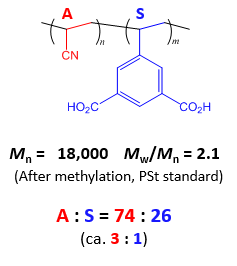 A S
n m
CN
HO₂C CO₂H
Mn = 18,000 Mw/Mn = 2.1
(After methylation, PSt standard)
A : S = 74 : 26
(ca. 3 : 1)